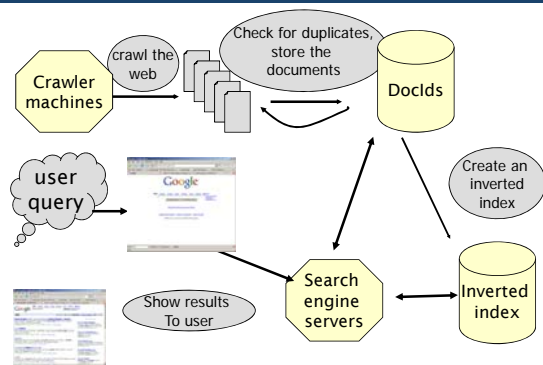 Crawler
machines
crawl the
web
Check for duplicates,
store the
documents
DocIds
user
query
Google
Create an
inverted
index
Search
engine
servers
Inverted
index
Show results
To user
Google